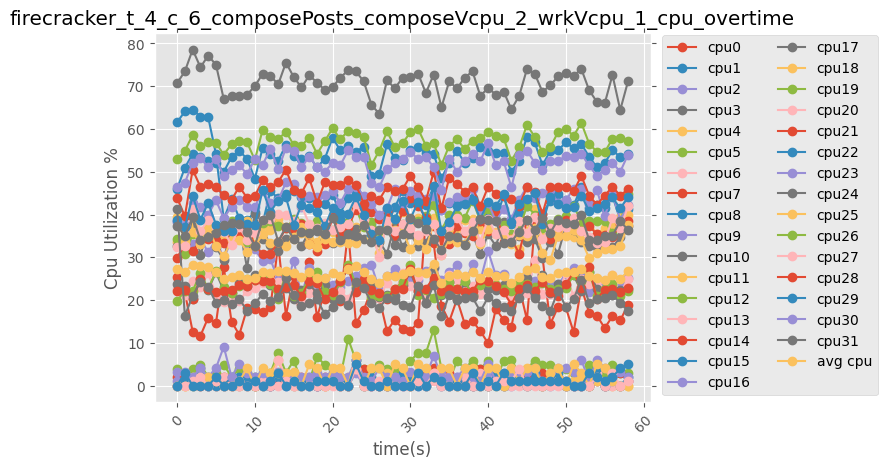 firecracker_t_4_c_6_composePosts_composeVcpu_2_wrkVcpu_1_cpu_overtime
80
70
60
50
40
30
20
10
0
Cpu Utilization %
0
10
20
30
40
50
60
time(s)
cpu0
cpu1
cpu2
cpu3
cpu4
cpu5
cpu6
cpu7
cpu8
cpu9
cpu10
cpu11
cpu12
cpu13
cpu14
cpu15
cpu16
cpu17
cpu18
cpu19
cpu20
cpu21
cpu22
cpu23
cpu24
cpu25
cpu26
cpu27
cpu28
cpu29
cpu30
cpu31
avg cpu